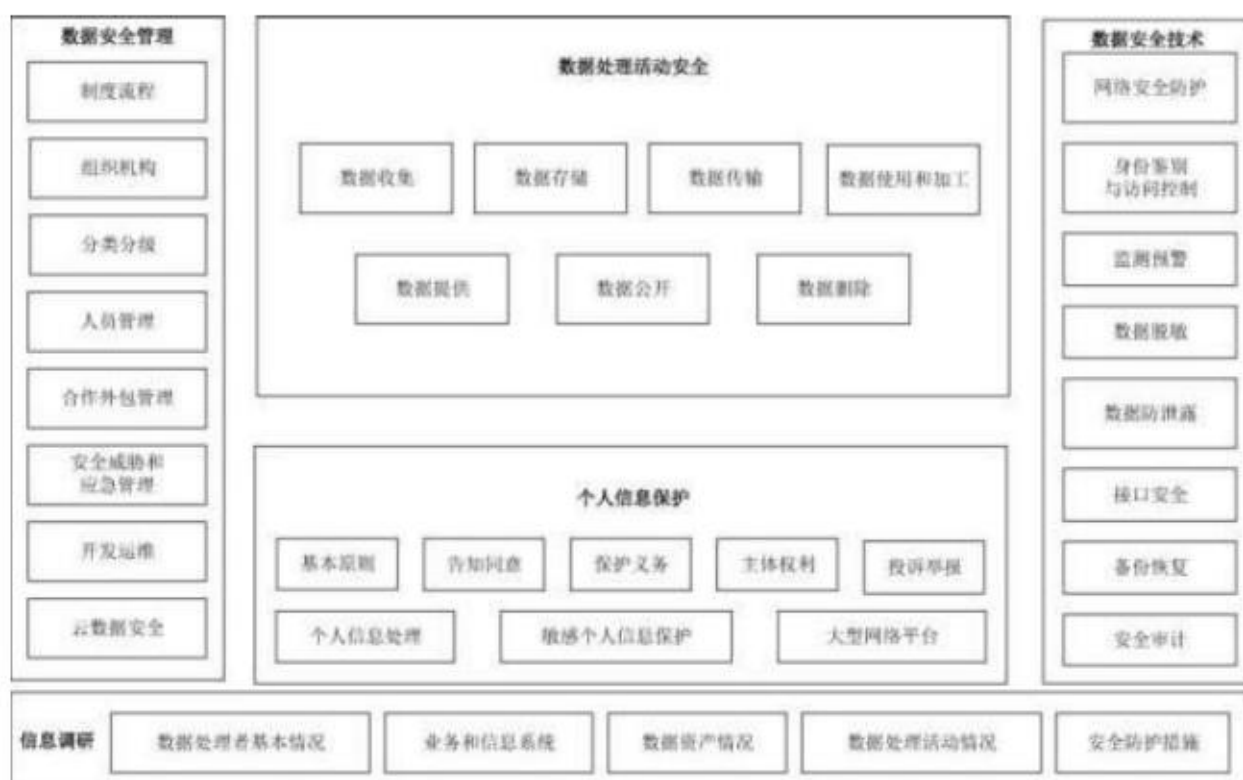 数据安全管理
制度流程
组织机构
分类分级
人员管理
合作外包管理
安全威胁和
应急管理
开发运维
云数据安全
数据处理活动安全
数据收集
数据存储
数据传输
数据使用和加工
数据提供
数据公开
数据删除
个人信息保护
基本原则
告知同意
保护义务
主体权利
投诉举报
个人信息处理
敏感个人信息保护
大型网络平台
数据安全技术
网络安全防护
身份鉴别
与访问控制
监测预警
数据脱敏
数据防泄露
接口安全
备份恢复
安全审计
信息调研
数据处理者基本情况
业务和信息系统
数据资产情况
数据处理活动情况
安全防护措施